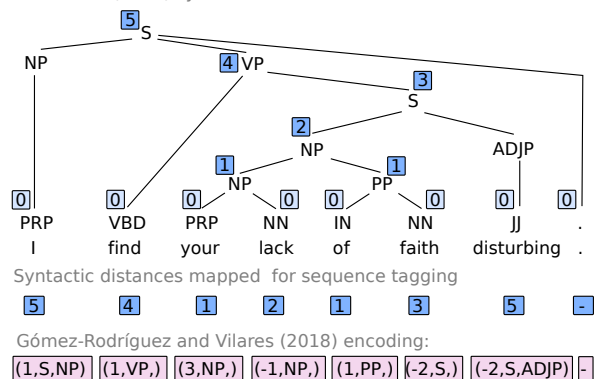 5
S
NP
4 VP
3
S
2
NP ADJP
1 1
NP PP
0 0 0 0 0 0 0 0
PRP VBD PRP NN IN NN JJ .
I find your lack of faith disturbing .
Syntactic distances mapped for sequence tagging
5 4 1 2 1 3 5 -
Gómez-Rodríguez and Vilares (2018) encoding:
(1,S,NP) (1,VP,) (3,NP,) (-1,NP,) (1,PP,) (-2,S,) (-2,S,ADJP) -